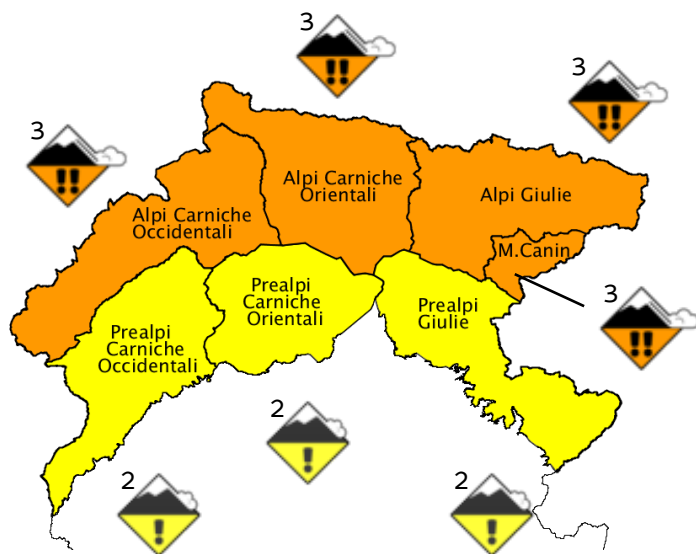 3
3
3
Alpi Carniche
Orientali
Alpi Giulie
Alpi Carniche
Occidentali
M.Canin
Prealpi
Carniche
Orientali
3
Prealpi
Giulie
Prealpi
Carniche
Occidentali
2
2
2